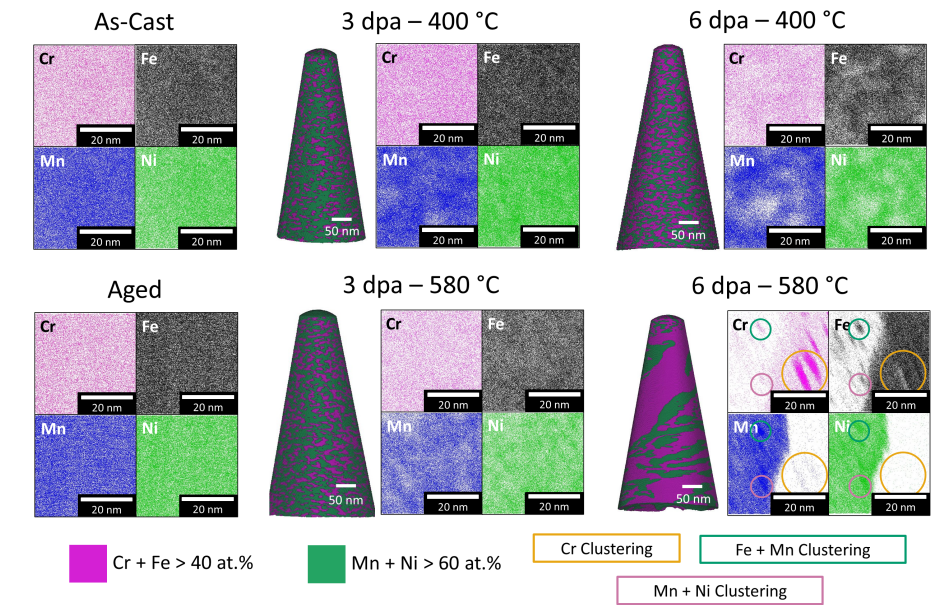 As-Cast
3 dpa – 400 °C
6 dpa – 400 °C
Cr
Fe
20 nm
20 nm
Mn
Ni
20 nm
20 nm
50 nm
Cr
Fe
20 nm
20 nm
Mn
Ni
20 nm
20 nm
50 nm
Cr
Fe
20 nm
20 nm
Mn
Ni
20 nm
20 nm
Aged
3 dpa – 580 °C
6 dpa – 580 °C
Cr
Fe
20 nm
20 nm
Mn
Ni
20 nm
20 nm
50 nm
Cr
Fe
20 nm
20 nm
Mn
Ni
20 nm
20 nm
50 nm
Cr
Fe
20 nm
20 nm
Mn
Ni
20 nm
20 nm
Cr + Fe > 40 at.%
Mn + Ni > 60 at.%
Cr Clustering
Fe + Mn Clustering
Mn + Ni Clustering